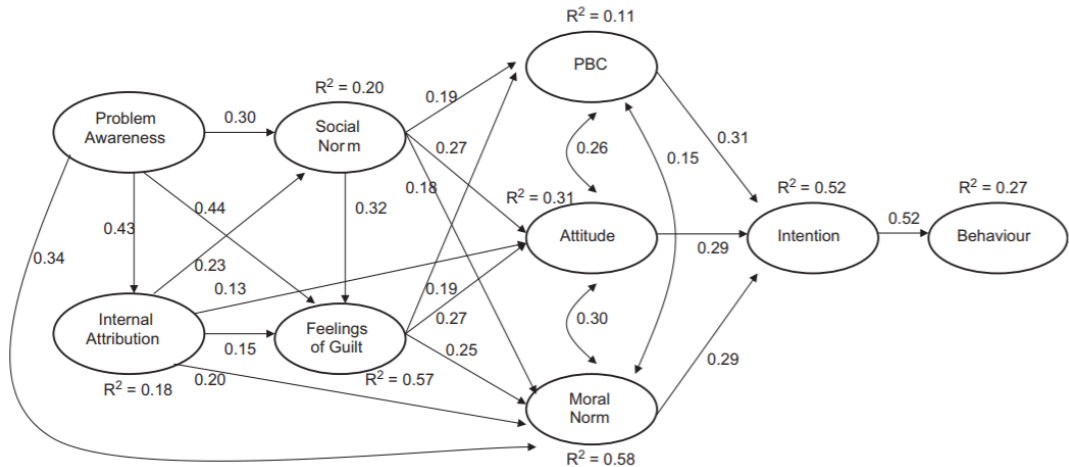 R² = 0.11
PBC
R² = 0.20
Problem
Awareness
0.30
Social
Norm
0.19
0.27
0.26
0.15
0.31
0.18
R² = 0.31
R² = 0.52
R² = 0.27
0.44
0.32
0.43
Attitude
0.29
Intention
0.52
Behaviour
0.34
0.23
0.13
0.19
Internal
Attribution
0.15
Feelings
of Guilt
0.27
0.30
0.25
0.29
R² = 0.18
0.20
R² = 0.57
Moral
Norm
R² = 0.58